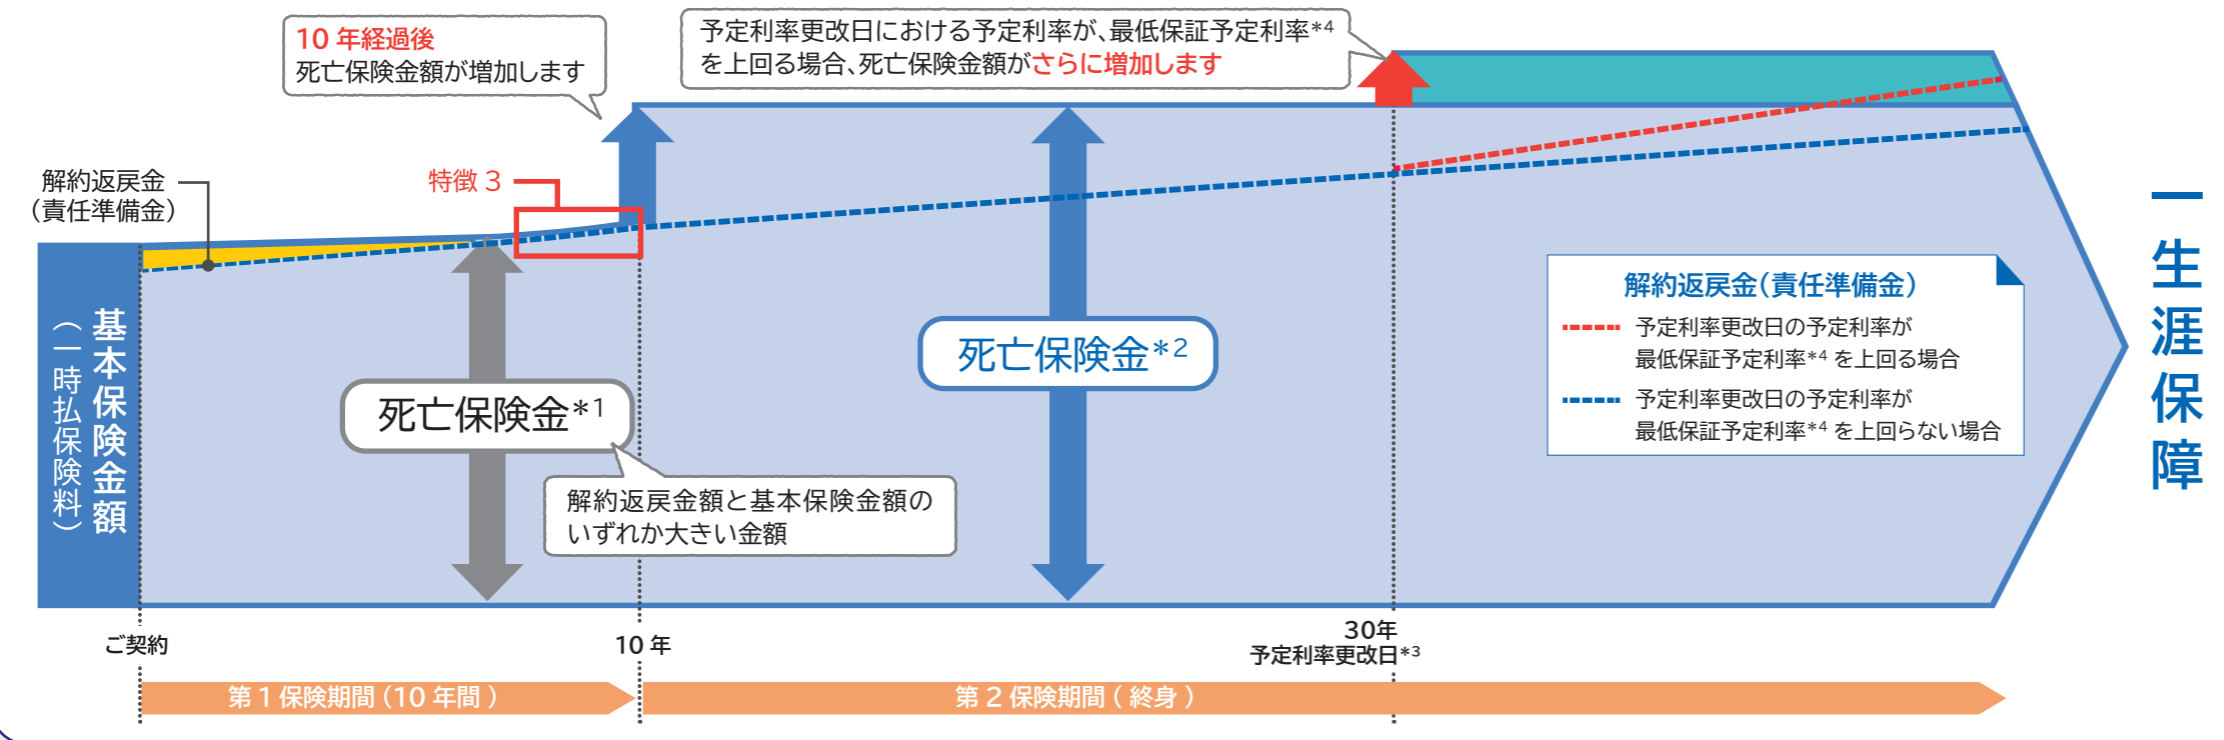 10 年経過後
死亡保険金額が増加します
予定利率更改日における予定利率が、最低保証予定利率*4
を上回る場合、死亡保険金額がさらに増加します
解約返戻金
（責任準備金）
特徴 3
基本保険金額
（一時払保険料）
死亡保険金*1
解約返戻金額と基本保険金額の
いずれか大きい金額
死亡保険金*2
解約返戻金（責任準備金）
予定利率更改日の予定利率が
最低保証予定利率*4 を上回る場合
予定利率更改日の予定利率が
最低保証予定利率*4 を上回らない場合
一生涯保障
ご契約
10 年
30年
予定利率更改日*3
第 1 保険期間（10 年間 ）
第 2 保険期間（ 終身 ）